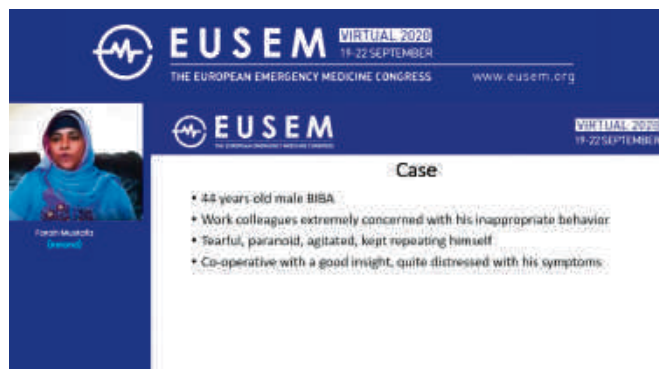 EUSEM VIRTUAL 2020
19-22 SEPTEMBER
THE EUROPEAN EMERGENCY MEDICINE CONGRESS www.eusem.org
EUSEM VIRTUAL 2020
19-22 SEPTEMBER
Case
• 44 years old male BIBA
• Work colleagues extremely concerned with his inappropriate behavior
• Tearful, paranoid, agitated, kept repeating himself
• Co-operative with a good insight, quite distressed with his symptoms
Farah Mustafa
(Ireland)